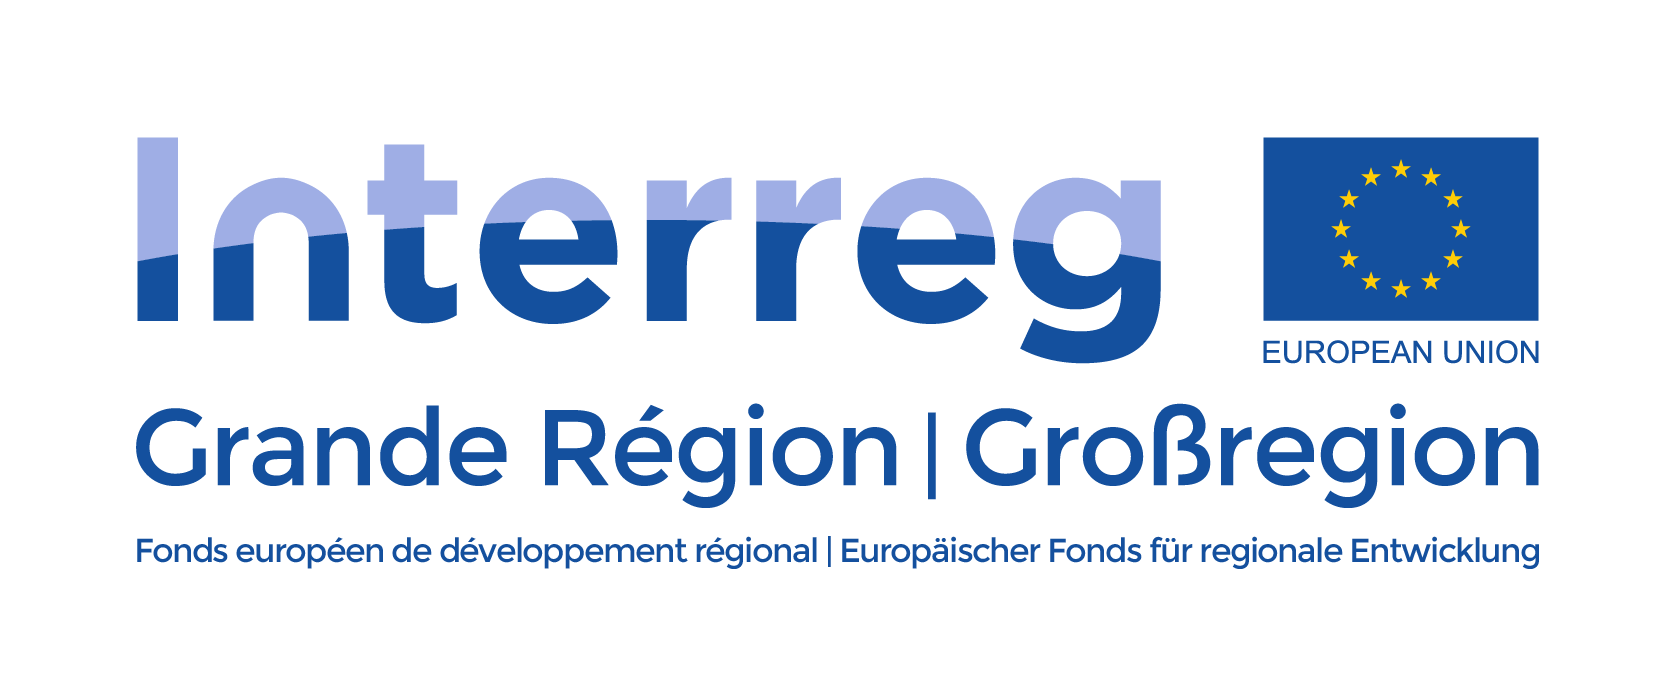 Interreg
EUROPEAN UNION
Grande Région | Großregion
Fonds européen de développement régional | Europäischer Fonds für regionale Entwicklung